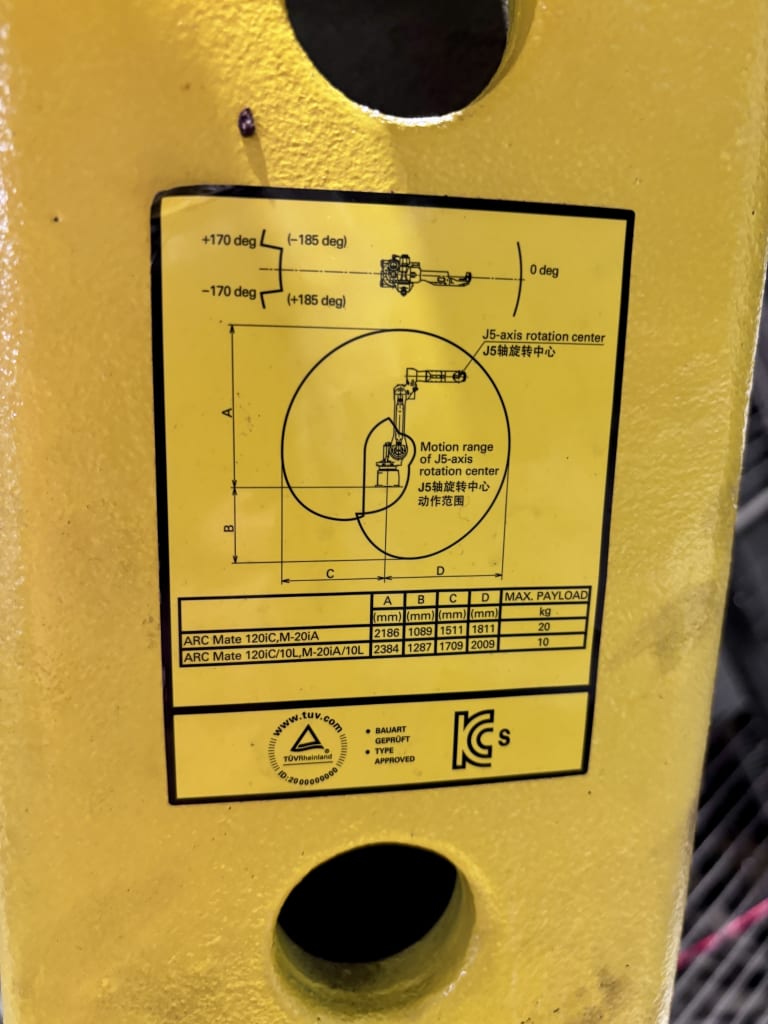 +170 deg (−185 deg)
0 deg
−170 deg (+185 deg)
J5-axis rotation center
J5轴旋转中心
A
Motion range
of J5-axis
rotation center
J5轴旋转中心
动作范围
B
C D
A B C D MAX. PAYLOAD
(mm) (mm) (mm) (mm) kg
ARC Mate 120iC,M-20iA 2186 1089 1511 1811 20
ARC Mate 120iC/10L,M-20iA/10L 2384 1287 1709 2009 10
www.tuv.com
TÜVRheinland®
ID:2000000000
• BAUART
GEPRÜFT
• TYPE
APPROVED
KC S